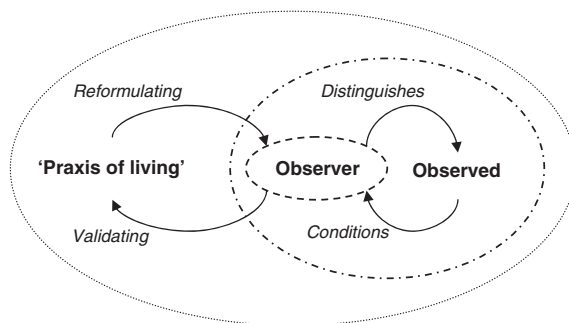 Reformulating
Distinguishes
‘Praxis of living’
Observer
Observed
Validating
Conditions